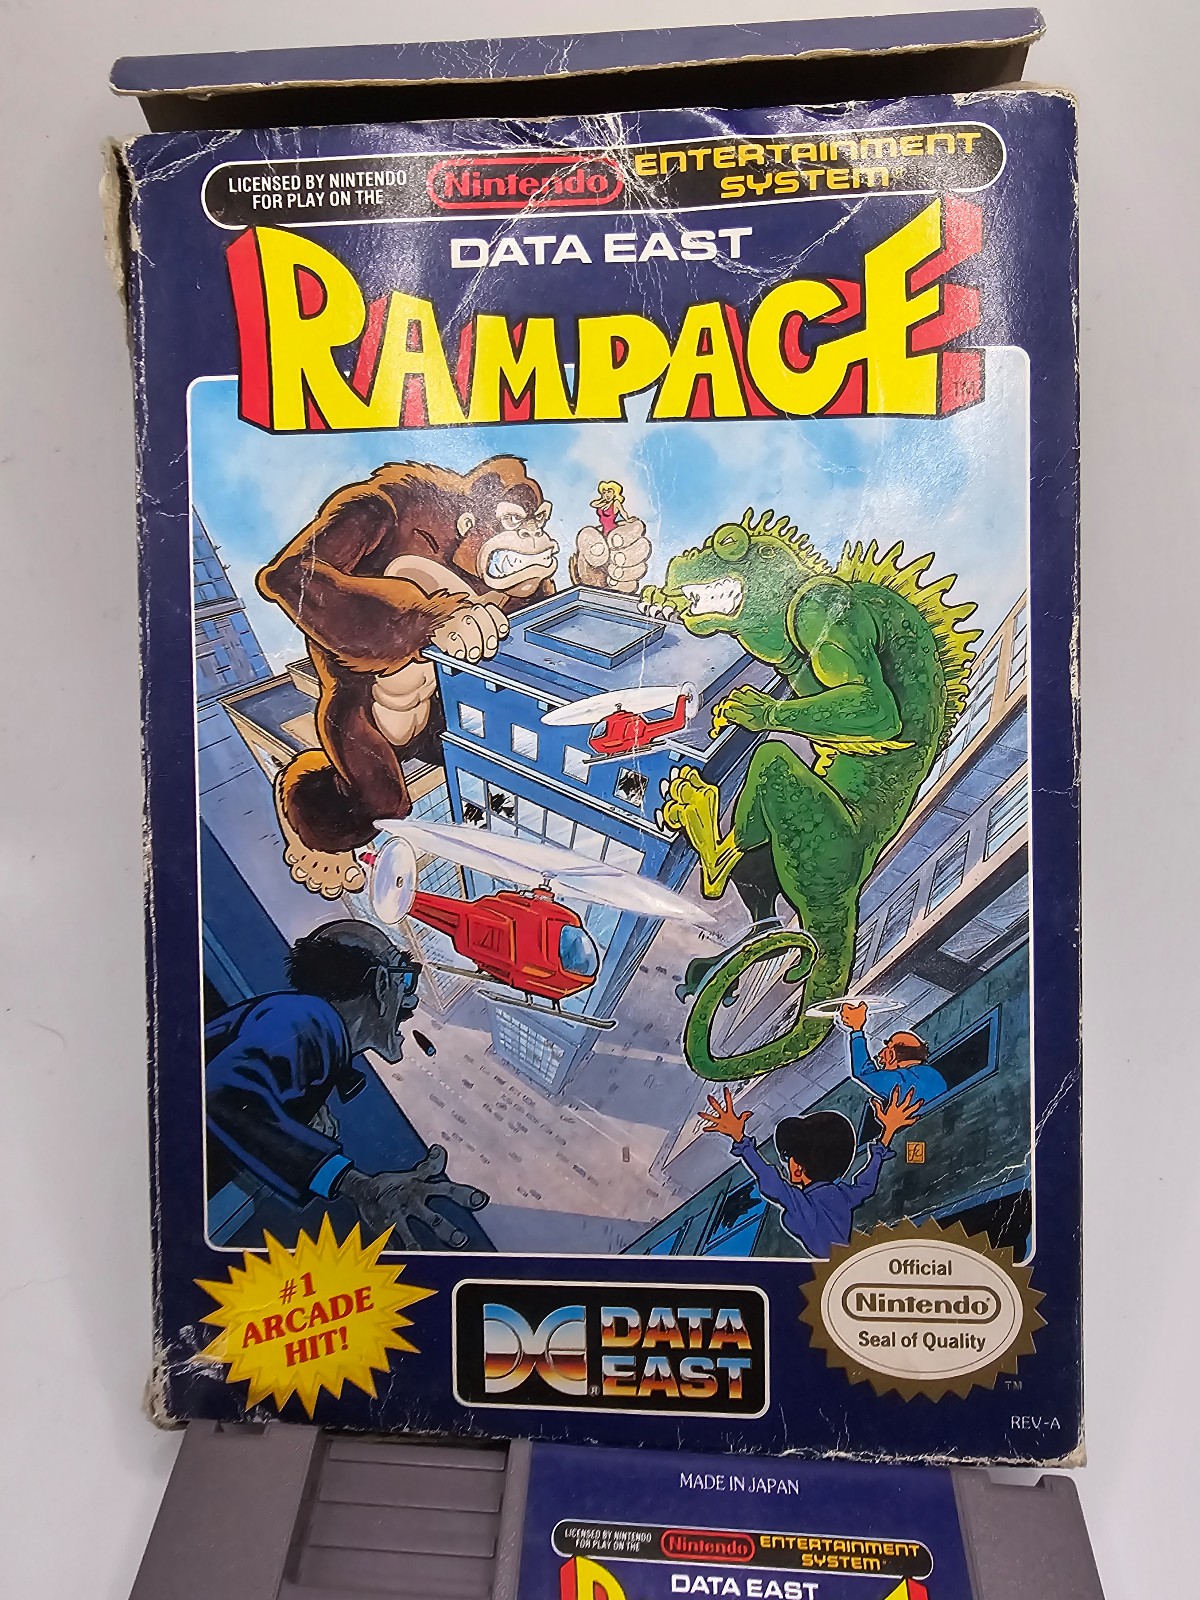 LICENSED BY NINTENDO
FOR PLAY ON THE
Nintendo
ENTERTAINMENT
SYSTEM™
DATA EAST
RAMPAGE
TM
#1
ARCADE
HIT!
DATA
EAST
®
Official
Nintendo®
Seal of Quality
TM
REV-A
MADE IN JAPAN
LICENSED BY NINTENDO
FOR PLAY ON THE
Nintendo
ENTERTAINMENT
SYSTEM™
DATA EAST